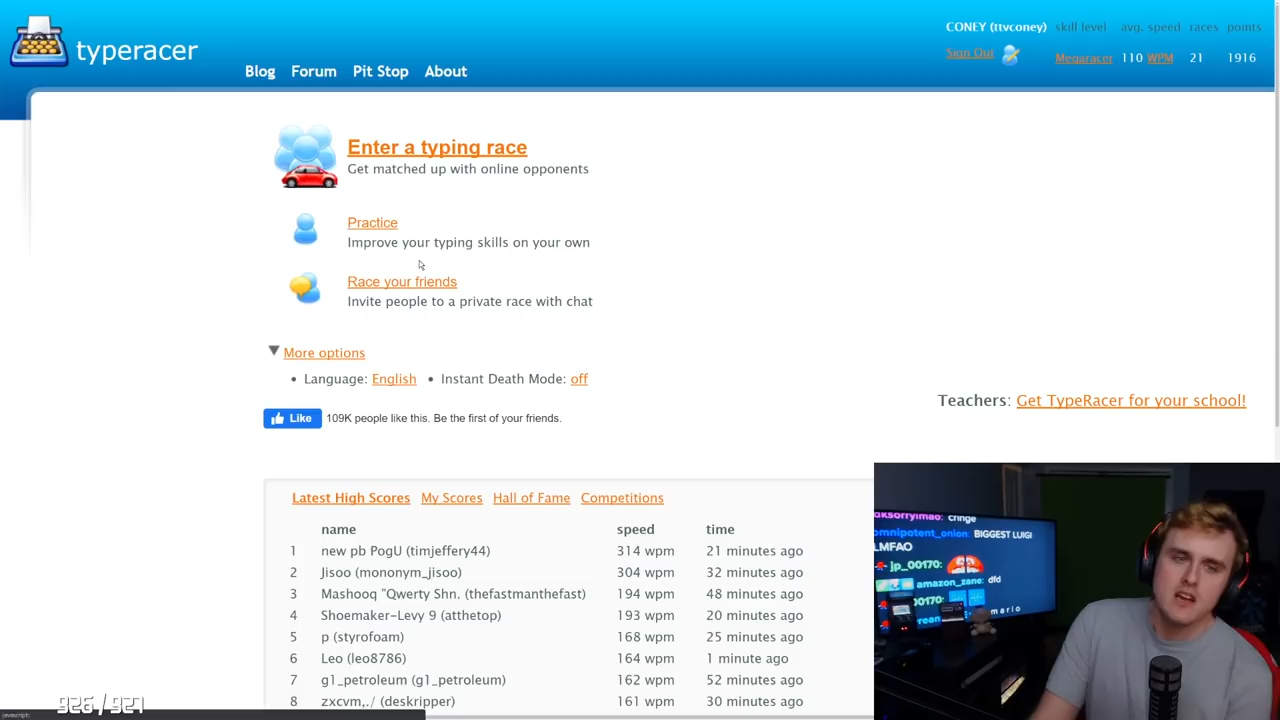 CONEY (ttvconey) skill level avg. speed races points
typeracer
Sign Out Megaracer 110 WPM 21 1916
Blog Forum Pit Stop About
Enter a typing race
Get matched up with online opponents
Practice
Improve your typing skills on your own
Race your friends
Invite people to a private race with chat
▼ More options
• Language: English • Instant Death Mode: off
Teachers: Get TypeRacer for your school!
Like 109K people like this. Be the first of your friends.
Latest High Scores My Scores Hall of Fame Competitions
name speed time
1 new pb PogU (timjeffery44) 314 wpm 21 minutes ago
2 Jisoo (mononym_jisoo) 304 wpm 32 minutes ago
3 Mashooq "Qwerty Shn. (thefastmanthefast) 194 wpm 48 minutes ago
4 Shoemaker-Levy 9 (atthetop) 193 wpm 20 minutes ago
5 p (styrofoam) 168 wpm 25 minutes ago
6 Leo (leo8786) 164 wpm 1 minute ago
7 g1_petroleum (g1_petroleum) 162 wpm 52 minutes ago
8 zxcvm,./ (deskripper) 161 wpm 30 minutes ago
cringe
omnipotent_onion: BIGGEST LUIGI
LMFAO
jp_00170:
amazon_zane: dfd
mario
926/927